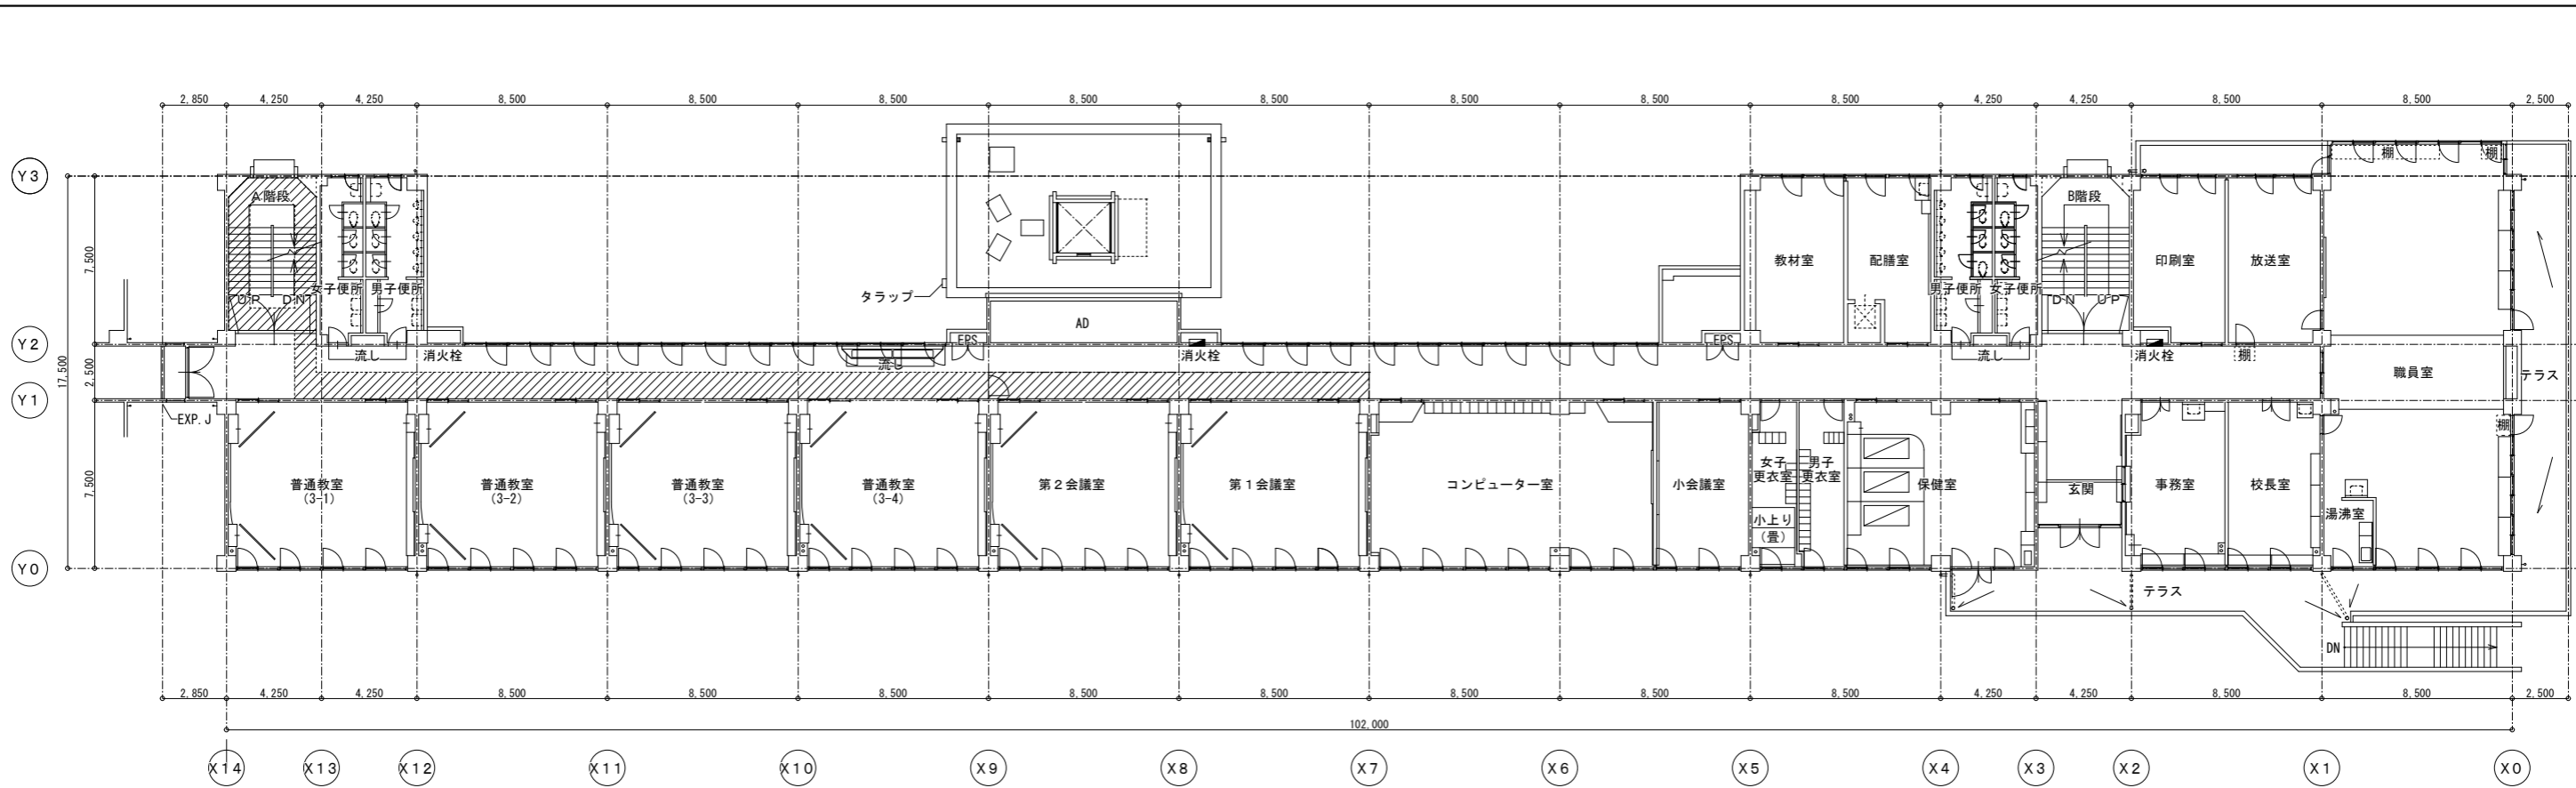 2,850 4,250 4,250 8,500 8,500 8,500 8,500 8,500 8,500 8,500 8,500 4,250 4,250 8,500 8,500 2,500
Y3
Y2
Y1
Y0
7,500
2,500
7,500
17,500
A階段
UP DN
女子便所
男子便所
流し
消火栓
流し
EPS
タラップ
AD
消火栓
EPS
教材室
配膳室
男子便所
女子便所
流し
B階段
DN UP
印刷室
放送室
消火栓
棚
棚
棚
職員室
テラス
EXP.J
普通教室
(3-1)
普通教室
(3-2)
普通教室
(3-3)
普通教室
(3-4)
第2会議室
第1会議室
コンピューター室
小会議室
女子
更衣室
男子
更衣室
小上り
(畳)
保健室
玄関
事務室
校長室
湯沸室
棚
テラス
DN
2,850 4,250 4,250 8,500 8,500 8,500 8,500 8,500 8,500 8,500 8,500 4,250 4,250 8,500 8,500 2,500
102,000
X14 X13 X12 X11 X10 X9 X8 X7 X6 X5 X4 X3 X2 X1 X0